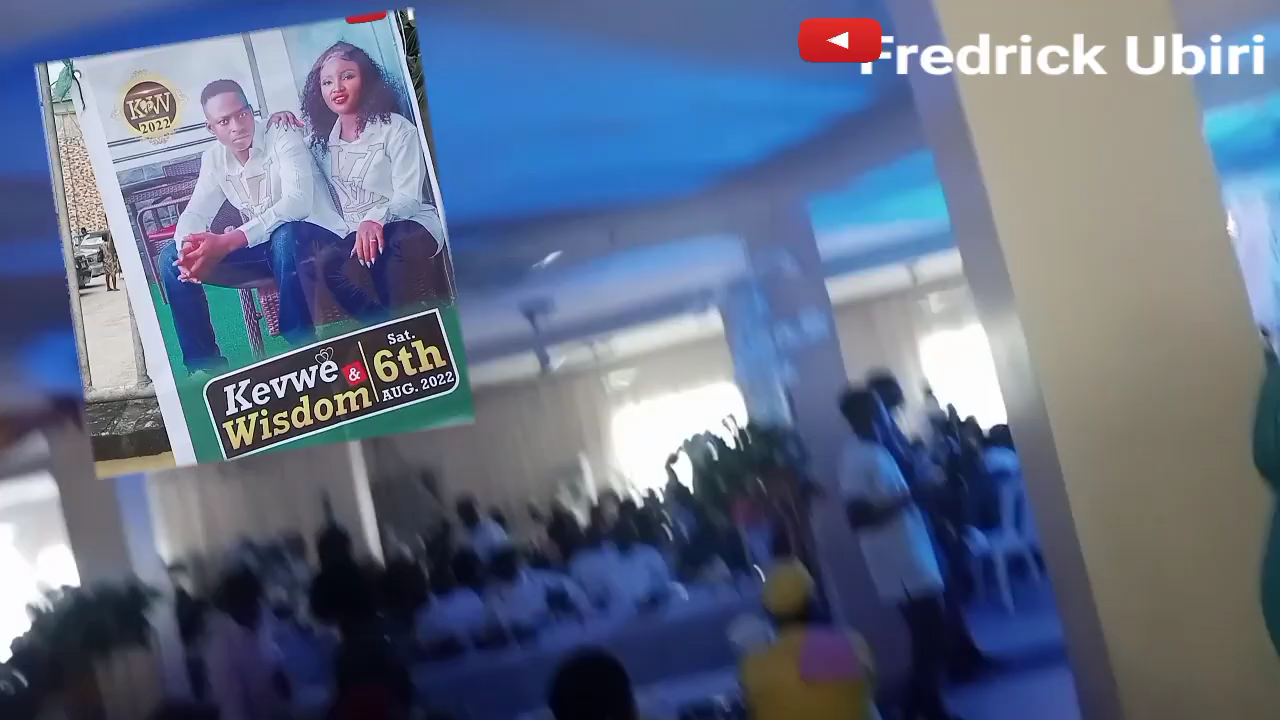 Fredrick Ubiri
K&W
2022
Kevwe &
Wisdom
Sat.
6th
AUG. 2022